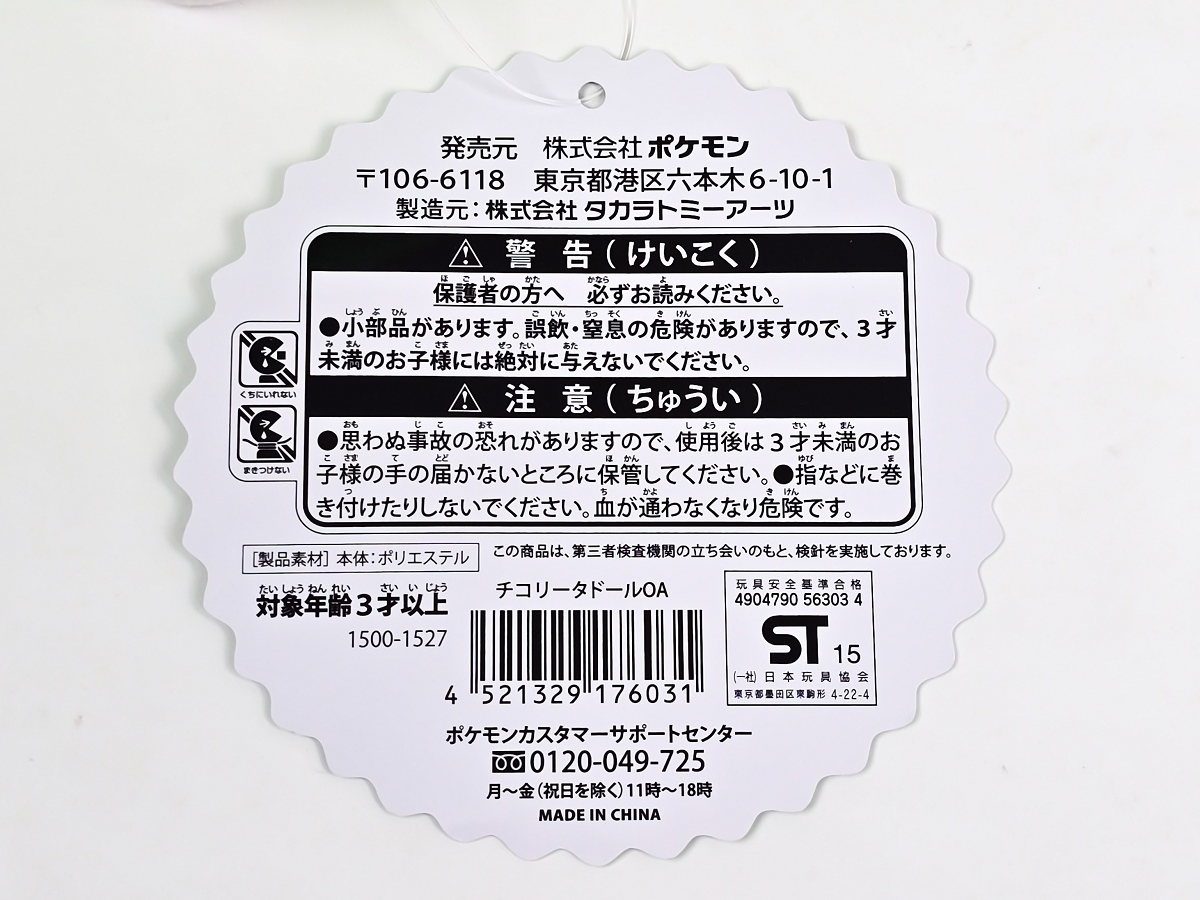 発売元 株式会社ポケモン
〒106-6118 東京都港区六本木6-10-1
製造元：株式会社 タカラトミーアーツ
⚠ 警 告（けいこく）
保護者の方へ 必ずお読みください。
●小部品があります。誤飲・窒息の危険がありますので、3才
未満のお子様には絶対に与えないでください。
⚠ 注 意（ちゅうい）
●思わぬ事故の恐れがありますので、使用後は3才未満のお
子様の手の届かないところに保管してください。●指などに巻
き付けたりしないでください。血が通わなくなり危険です。
くちにいれない
まきつけない
［製品素材］本体：ポリエステル
この商品は、第三者検査機関の立ち会いのもと、検針を実施しております。
対象年齢3才以上
1500-1527
チコリータドールOA
4 521329 176031
玩具安全基準合格
4904790 56303 4
ST 15
(一社)日本玩具協会
東京都墨田区東駒形 4-22-4
ポケモンカスタマーサポートセンター
0120-049-725
月〜金（祝日を除く）11時〜18時
MADE IN CHINA